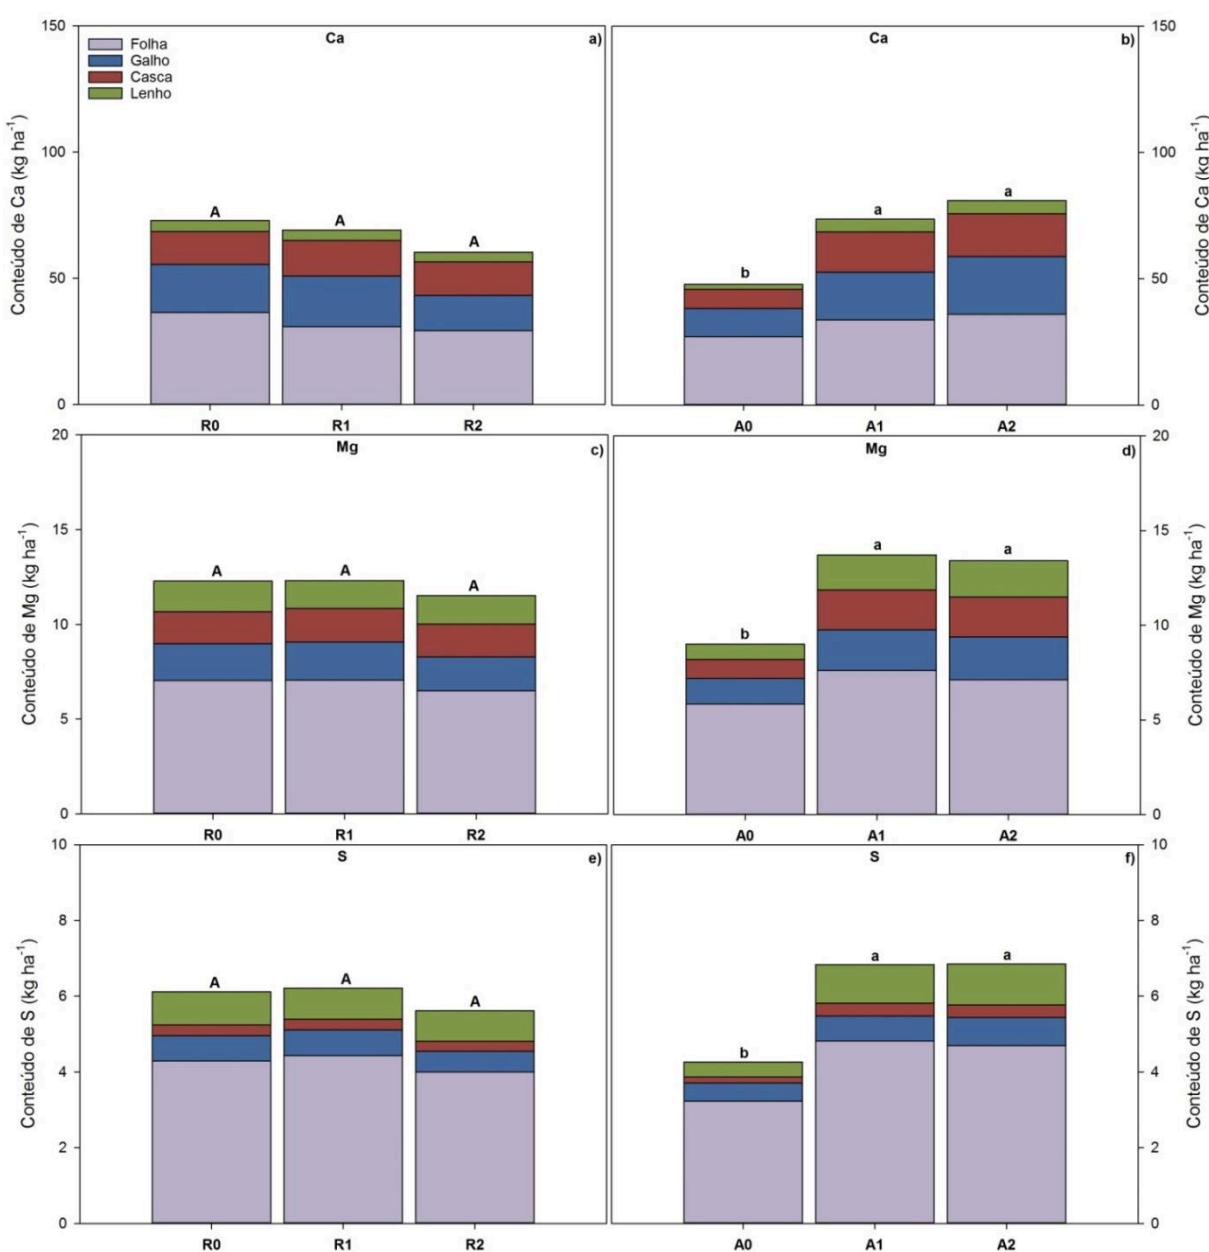 Ca a)
Folha
Galho
Casca
Lenho
Conteúdo de Ca (kg ha⁻¹)
150
100
50
0
A A A
R0 R1 R2
Ca b)
b a a
A0 A1 A2
150
100
50
0
Conteúdo de Ca (kg ha⁻¹)
Mg c)
Conteúdo de Mg (kg ha⁻¹)
20
15
10
5
0
A A A
R0 R1 R2
Mg d)
b a a
A0 A1 A2
20
15
10
5
0
Conteúdo de Mg (kg ha⁻¹)
S e)
Conteúdo de S (kg ha⁻¹)
10
8
6
4
2
0
A A A
R0 R1 R2
S f)
b a a
A0 A1 A2
10
8
6
4
2
0
Conteúdo de S (kg ha⁻¹)